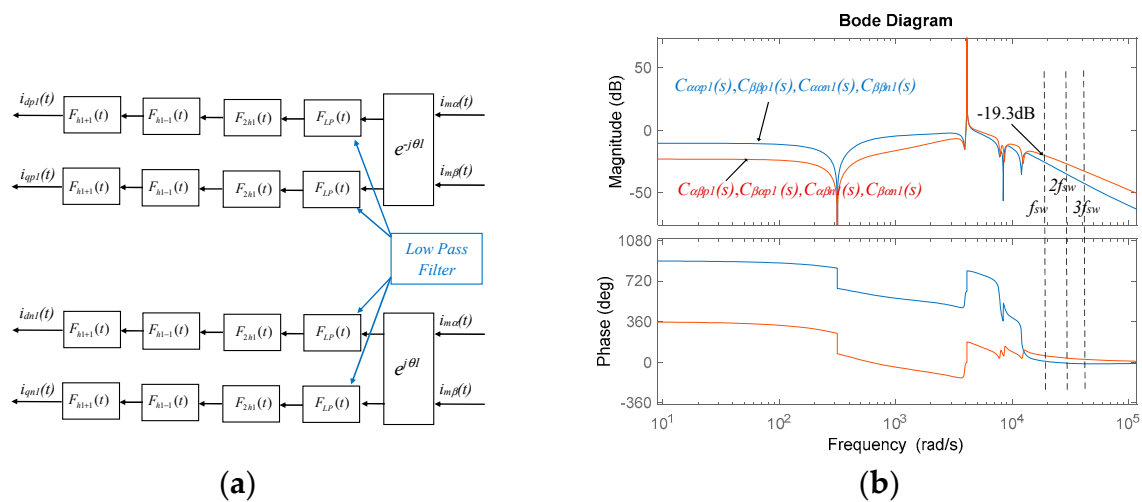 i_dp1(t)
F_h1+1(t)
F_h1−1(t)
F_2h1(t)
F_LP(t)
e^-jθ1
i_mα(t)
i_qp1(t)
F_h1+1(t)
F_h1−1(t)
F_2h1(t)
F_LP(t)
i_mβ(t)
Low Pass
Filter
i_dn1(t)
F_h1+1(t)
F_h1−1(t)
F_2h1(t)
F_LP(t)
e^jθ1
i_mα(t)
i_qn1(t)
F_h1+1(t)
F_h1−1(t)
F_2h1(t)
F_LP(t)
i_mβ(t)
(a)
Bode Diagram
Magnitude (dB)
50
0
-50
C_ααp1(s), C_ββp1(s), C_ααn1(s), C_ββn1(s)
-19.3dB
C_αβp1(s), C_βαp1(s), C_αβn1(s), C_βαn1(s)
f_sw
2f_sw
3f_sw
Phase (deg)
1080
720
360
0
-360
10^1
10^2
10^3
10^4
10^5
Frequency (rad/s)
(b)